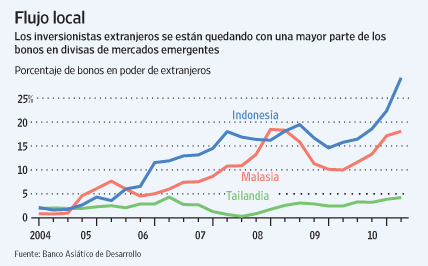 Flujo local
Los inversionistas extranjeros se están quedando con una mayor parte de los
bonos en divisas de mercados emergentes
Porcentaje de bonos en poder de extranjeros
25%
20
15
10
5
0
Indonesia
Malasia
Tailandia
2004 05 06 07 08 09 10
Fuente: Banco Asiático de Desarrollo